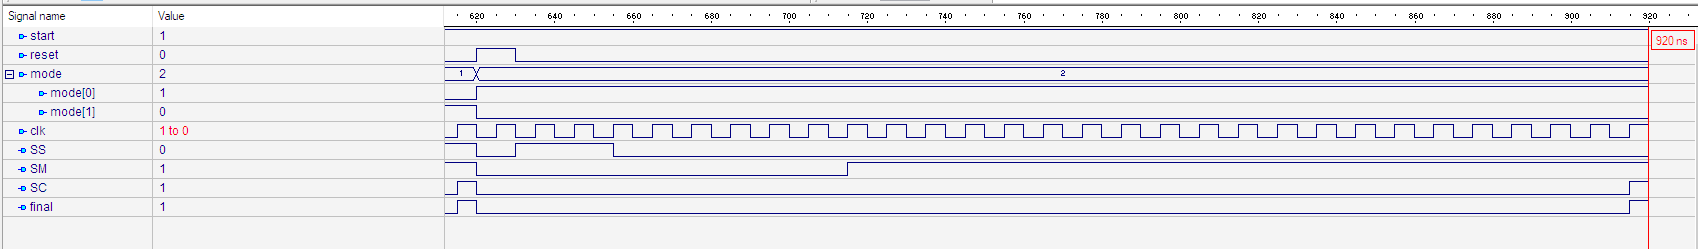 Signal name Value 620 640 660 680 700 720 740 760 780 800 820 840 860 880 900 920
start 1
920 ns
reset 0
mode 2 1 2
mode[0] 1
mode[1] 0
clk 1 to 0
SS 0
SM 1
SC 1
final 1